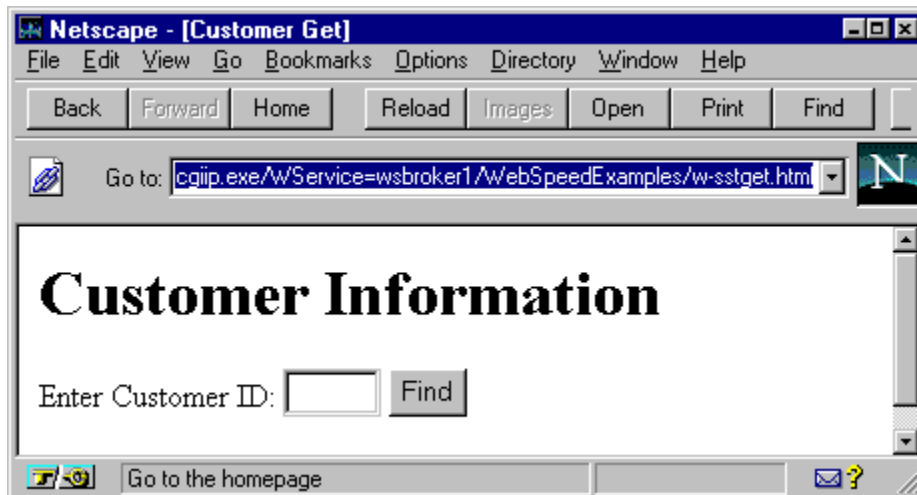 Netscape - [Customer Get]
File Edit View Go Bookmarks Options Directory Window Help
Back Forward Home Reload Images Open Print Find
Go to: cgiip.exe/WService=wsbroker1/WebSpeedExamples/w-sstget.html N
Customer Information
Enter Customer ID: Find
Go to the homepage ?